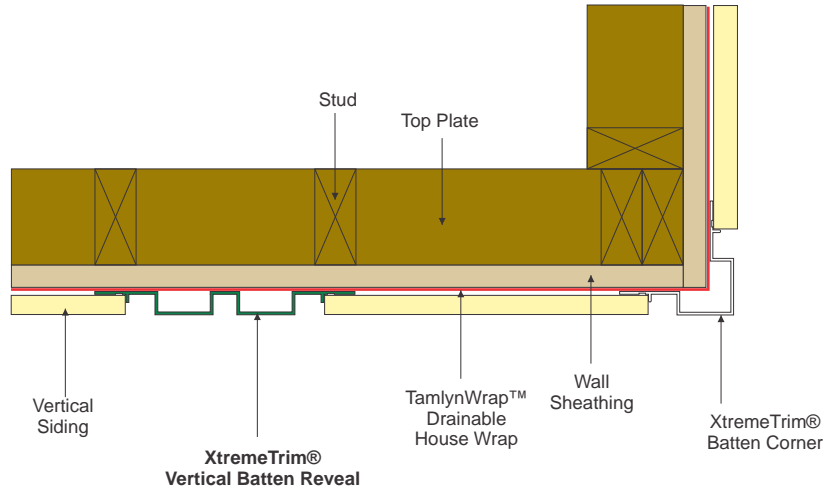 Stud
Top Plate
Vertical
Siding
XtremeTrim®
Vertical Batten Reveal
TamlynWrap™
Drainable
House Wrap
Wall
Sheathing
XtremeTrim®
Batten Corner